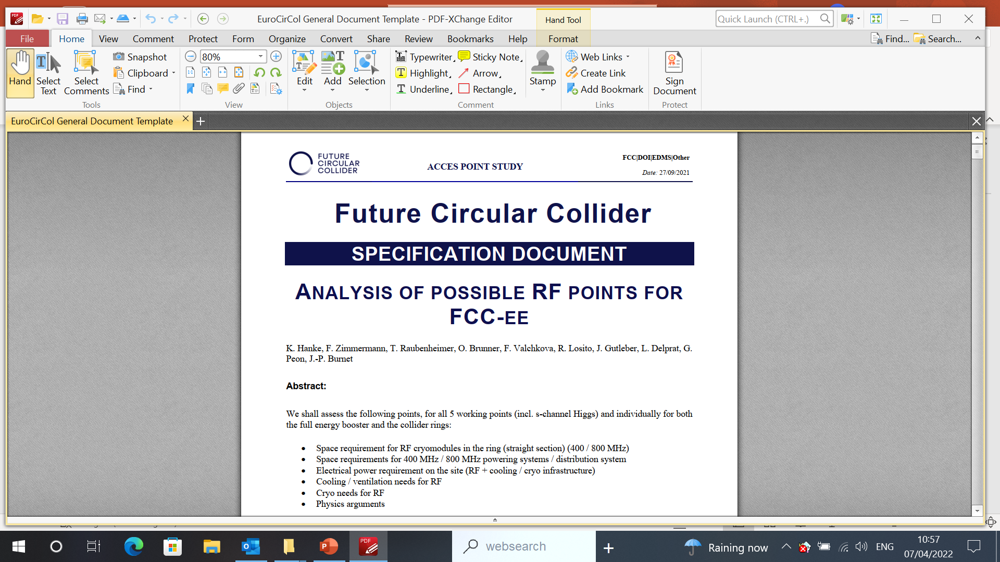 EuroCirCol General Document Template - PDF-XChange Editor
Hand Tool
Quick Launch (CTRL+.)
File
Home
View
Comment
Protect
Form
Organize
Convert
Share
Review
Bookmarks
Help
Format
Find...
Search...
Hand
Select Text
Select Comments
Snapshot
Clipboard
Find
Tools
80%
1:1
View
Edit
Add
Selection
Objects
Typewriter
Sticky Note
Highlight
Arrow
Underline
Rectangle
Comment
Stamp
Web Links
Create Link
Add Bookmark
Links
Sign Document
Protect
EuroCirCol General Document Template
FUTURE
CIRCULAR
COLLIDER
ACCES POINT STUDY
FCC|DOI|EDMS|Other
Date: 27/09/2021
Future Circular Collider
SPECIFICATION DOCUMENT
ANALYSIS OF POSSIBLE RF POINTS FOR
FCC-EE
K. Hanke, F. Zimmermann, T. Raubenheimer, O. Brunner, F. Valchkova, R. Losito, J. Gutleber, L. Delprat, G.
Peon, J.-P. Burnet
Abstract:
We shall assess the following points, for all 5 working points (incl. s-channel Higgs) and individually for both
the full energy booster and the collider rings:
• Space requirement for RF cryomodules in the ring (straight section) (400 / 800 MHz)
• Space requirements for 400 MHz / 800 MHz powering systems / distribution system
• Electrical power requirement on the site (RF + cooling / cryo infrastructure)
• Cooling / ventilation needs for RF
• Cryo needs for RF
• Physics arguments
websearch
Raining now
ENG
10:57
07/04/2022